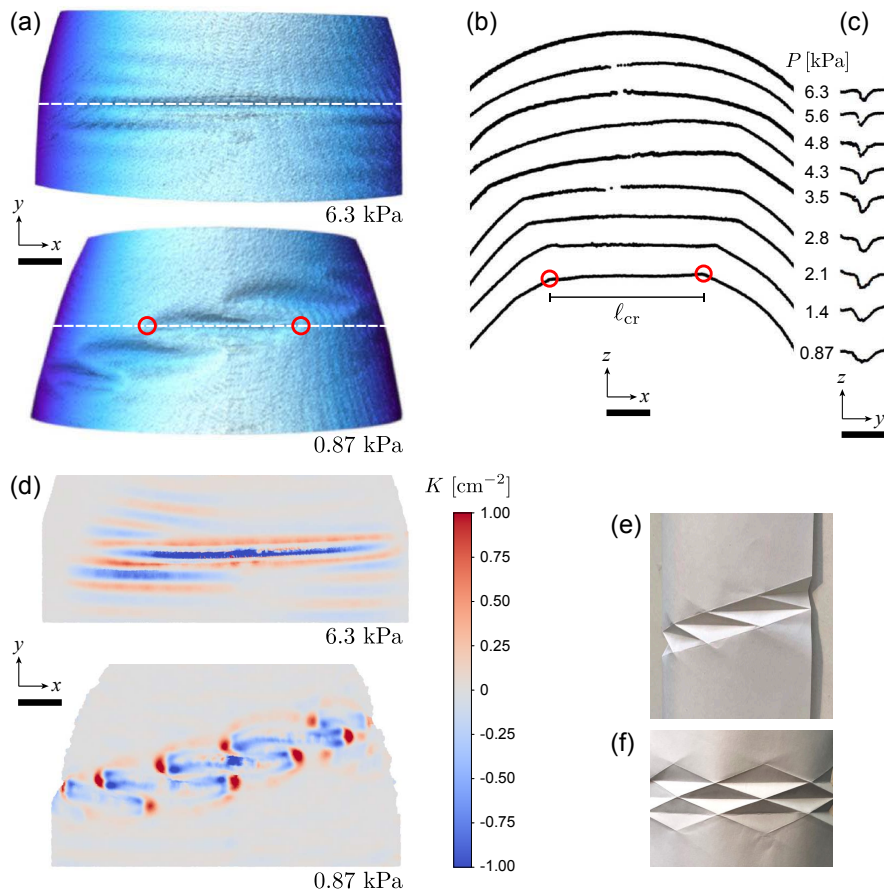 (a)
6.3 kPa
y
x
0.87 kPa
(b)
ℓcr
z
x
(c)
P [kPa]
6.3
5.6
4.8
4.3
3.5
2.8
2.1
1.4
0.87
z
y
(d)
6.3 kPa
y
x
0.87 kPa
K [cm⁻²]
1.00
0.75
0.50
0.25
0
-0.25
-0.50
-0.75
-1.00
(e)
(f)